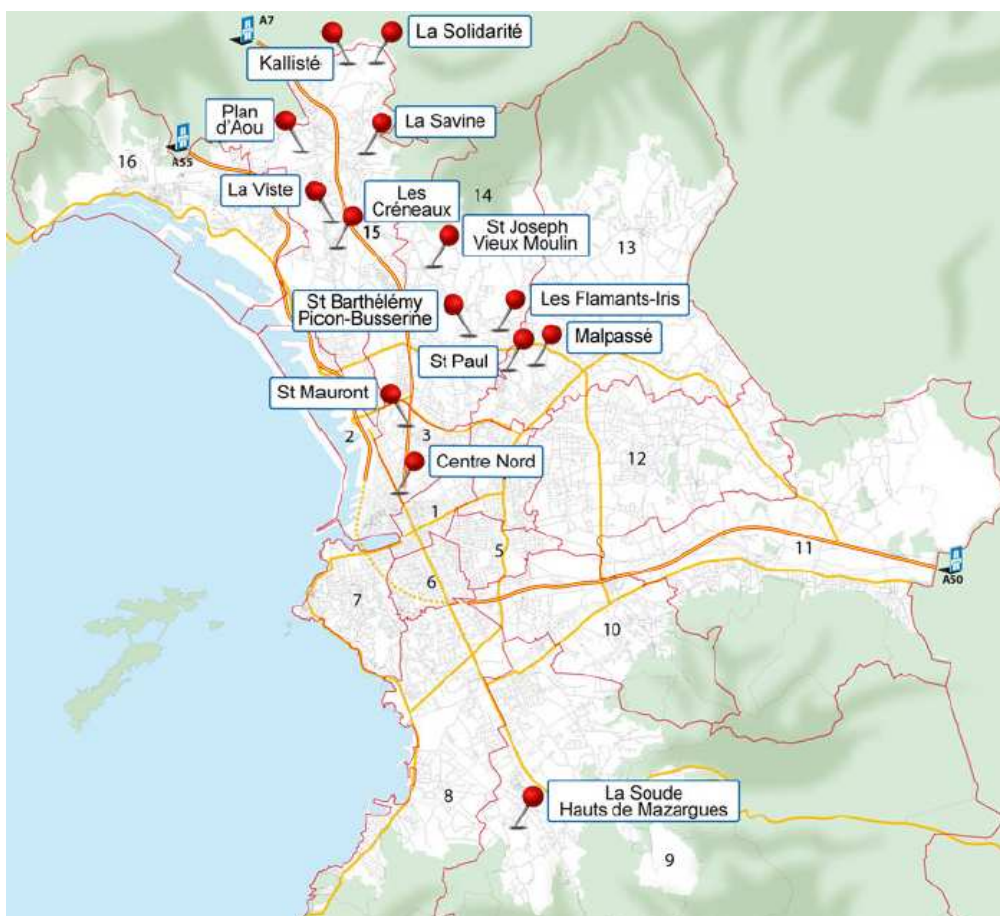 A7
La Solidarité
Kallisté
Plan
d'Aou
La Savine
A55
16
La Viste
Les
Créneaux
14
15
St Joseph
Vieux Moulin
13
St Barthélémy
Picon-Busserine
Les Flamants-Iris
Malpassé
St Paul
St Mauront
2
3
Centre Nord
12
1
5
11
A50
6
7
10
8
La Soude
Hauts de Mazargues
9